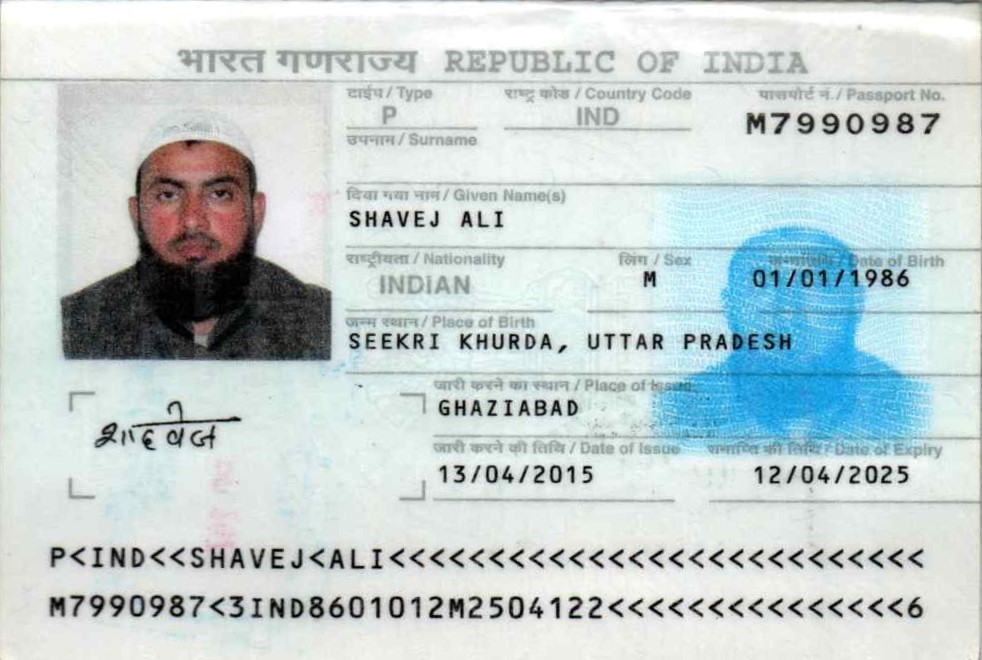 भारत गणराज्य REPUBLIC OF INDIA
टाईप / Type राष्ट्र कोड / Country Code पासपोर्ट नं. / Passport No.
P IND M7990987
उपनाम / Surname
दिया गया नाम / Given Name(s)
SHAVEJ ALI
राष्ट्रीयता / Nationality लिंग / Sex जन्मतिथि / Date of Birth
INDIAN M 01/01/1986
जन्म स्थान / Place of Birth
SEEKRI KHURDA, UTTAR PRADESH
जारी करने का स्थान / Place of Issue
GHAZIABAD
शाहवेज
जारी करने की तिथि / Date of Issue समाप्ति की तिथि / Date of Expiry
13/04/2015 12/04/2025
P<IND<<SHAVEJ<ALI<<<<<<<<<<<<<<<<<<<<<<<<<<<
M7990987<3IND8601012M2504122<<<<<<<<<<<<<<<6